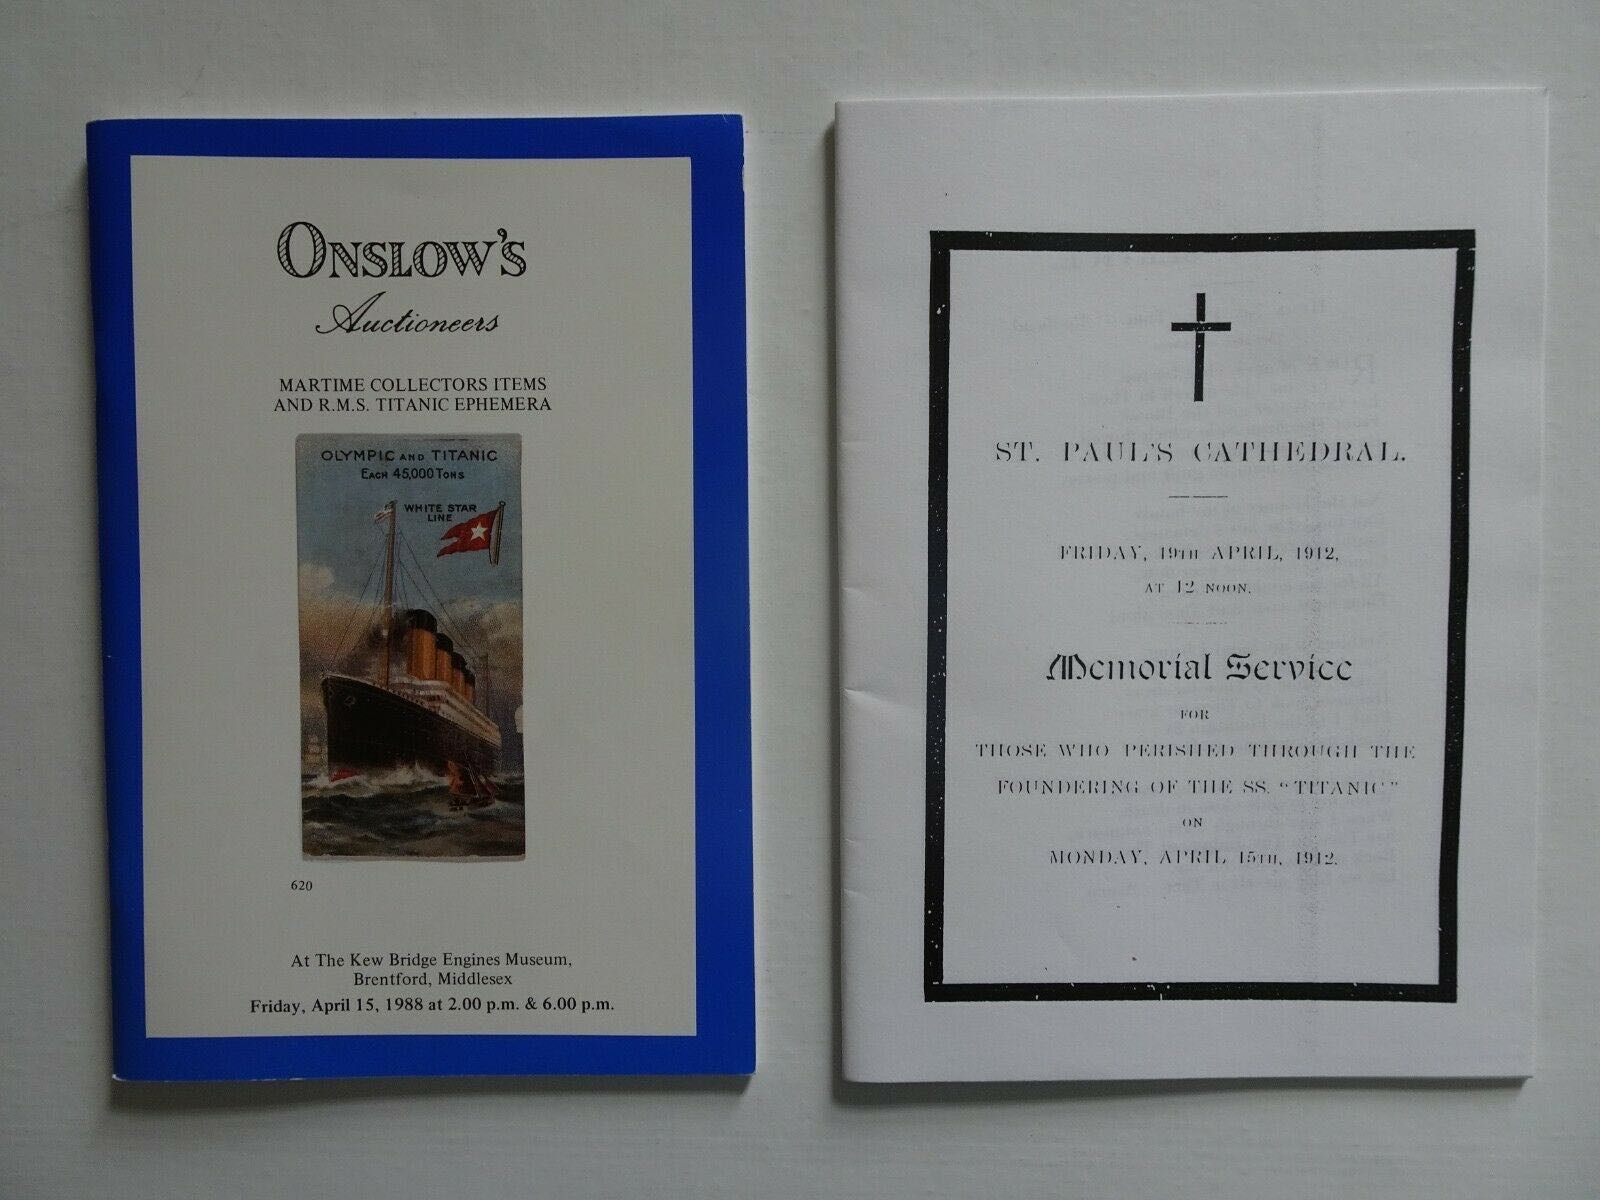 ONSLOW'S
Auctioneers
MARTIME COLLECTORS ITEMS
AND R.M.S. TITANIC EPHEMERA
OLYMPIC AND TITANIC
EACH 45,000 TONS
WHITE STAR
LINE
620
At The Kew Bridge Engines Museum,
Brentford, Middlesex
Friday, April 15, 1988 at 2.00 p.m. & 6.00 p.m.
ST. PAUL'S CATHEDRAL.
FRIDAY, 19TH APRIL, 1912,
AT 12 NOON.
Memorial Service
FOR
THOSE WHO PERISHED THROUGH THE
FOUNDERING OF THE SS. "TITANIC"
ON
MONDAY, APRIL 15TH, 1912.